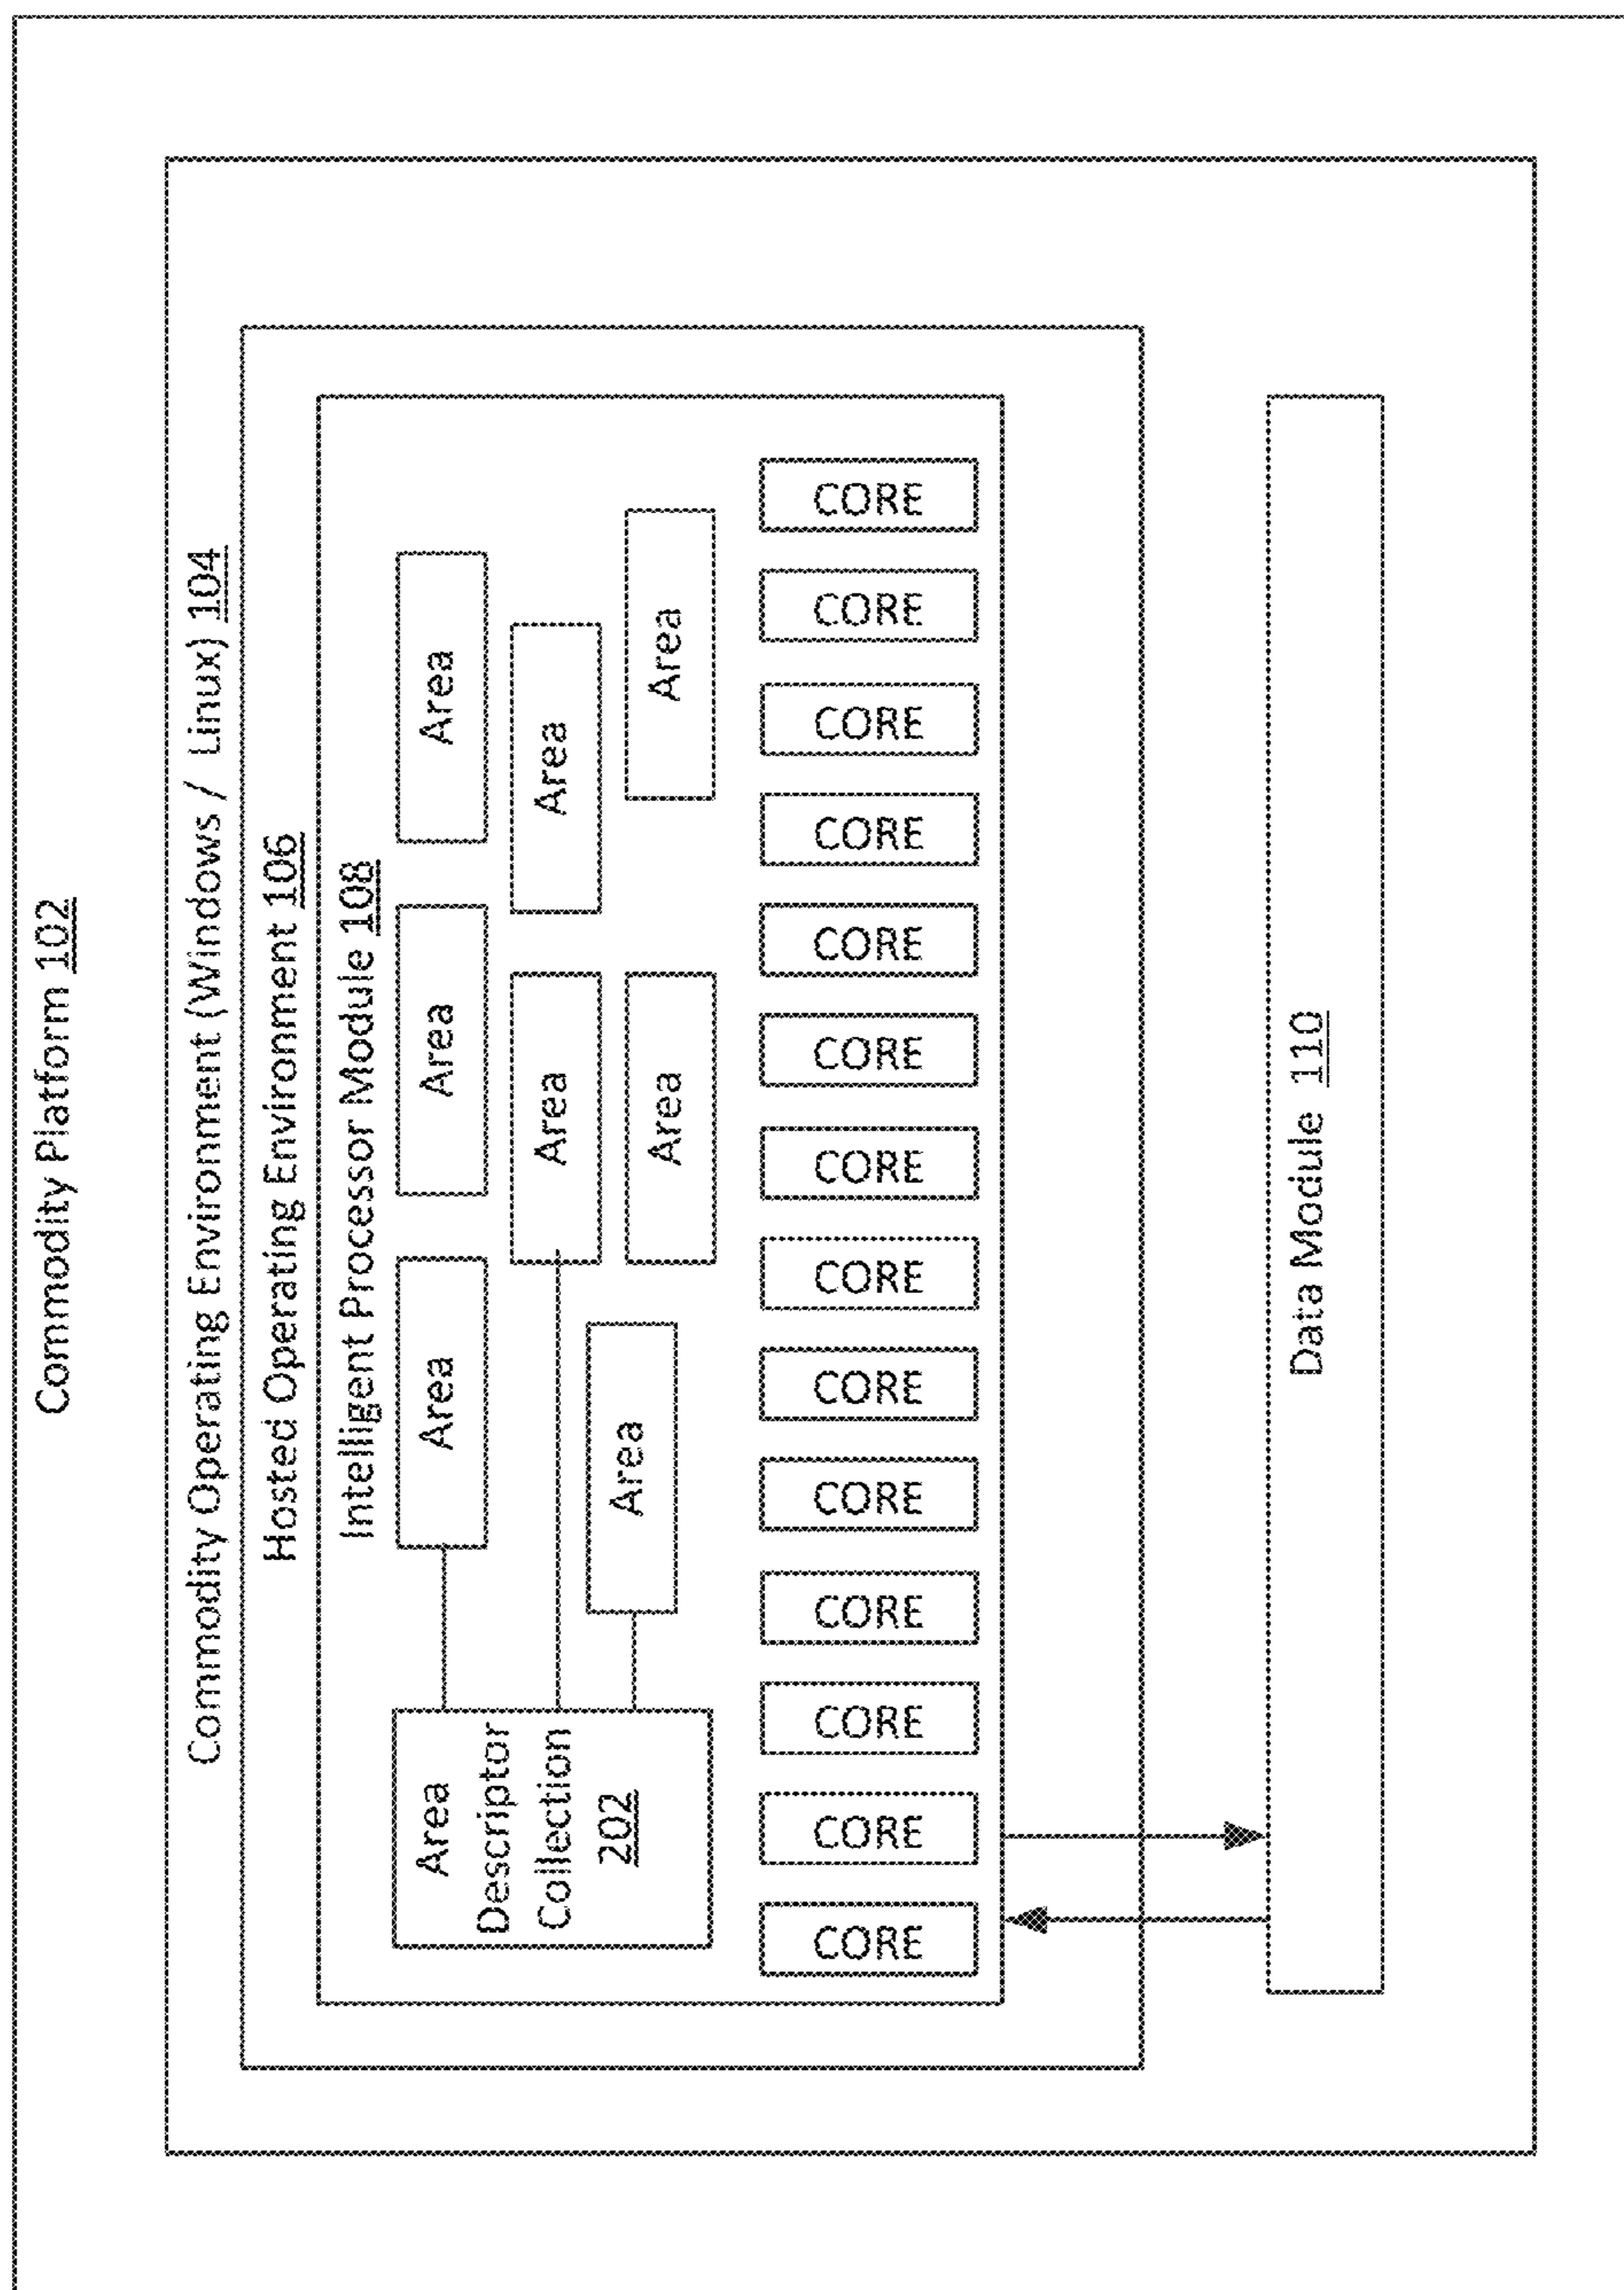 Commodity Platform 102
Commodity Operating Environment (Windows / Linux) 104
Hosted Operating Environment 106
Intelligent Processor Module 108
Area
Descriptor
Collection
202
Area
Area
Area
Area
Area
Area
Area
Area
CORE
CORE
CORE
CORE
CORE
CORE
CORE
CORE
CORE
CORE
CORE
CORE
CORE
CORE
Data Module 110